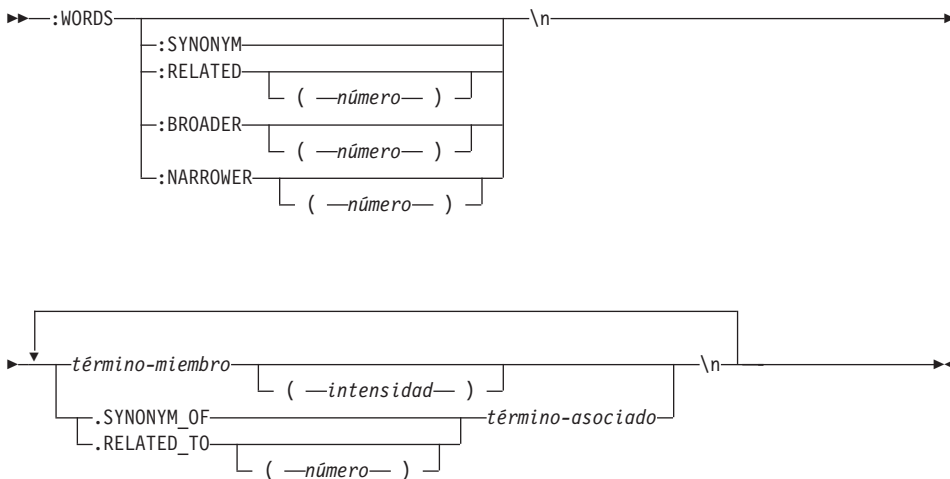 :WORDS \n
:SYNONYM
:RELATED
( número )
:BROADER
( número )
:NARROWER
( número )
término-miembro \n
( intensidad )
.SYNONYM_OF término-asociado
.RELATED_TO
( número )